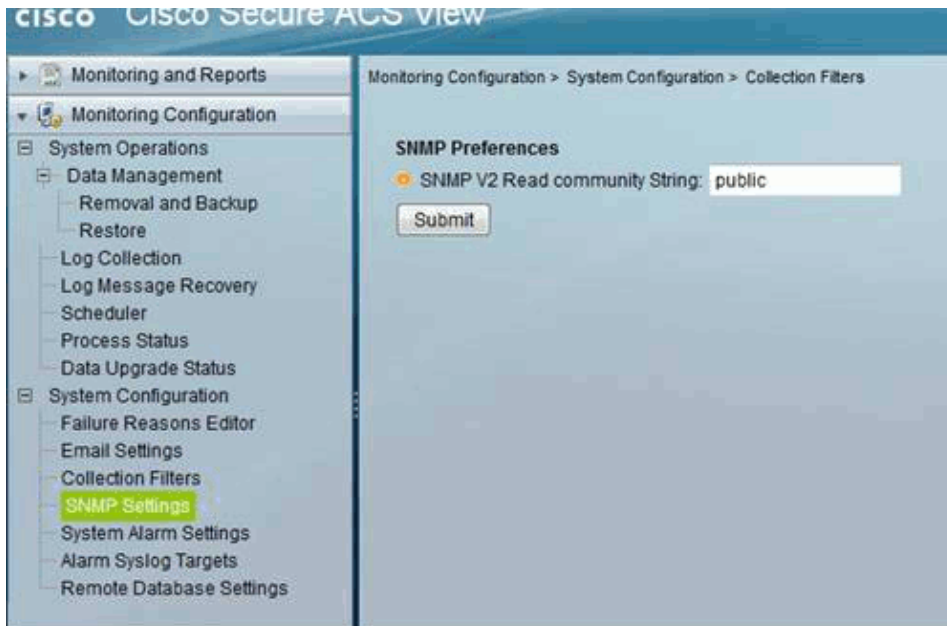 CISCO Cisco Secure ACS View
Monitoring and Reports
Monitoring Configuration
System Operations
Data Management
Removal and Backup
Restore
Log Collection
Log Message Recovery
Scheduler
Process Status
Data Upgrade Status
System Configuration
Failure Reasons Editor
Email Settings
Collection Filters
SNMP Settings
System Alarm Settings
Alarm Syslog Targets
Remote Database Settings
Monitoring Configuration > System Configuration > Collection Filters
SNMP Preferences
SNMP V2 Read community String: public
Submit